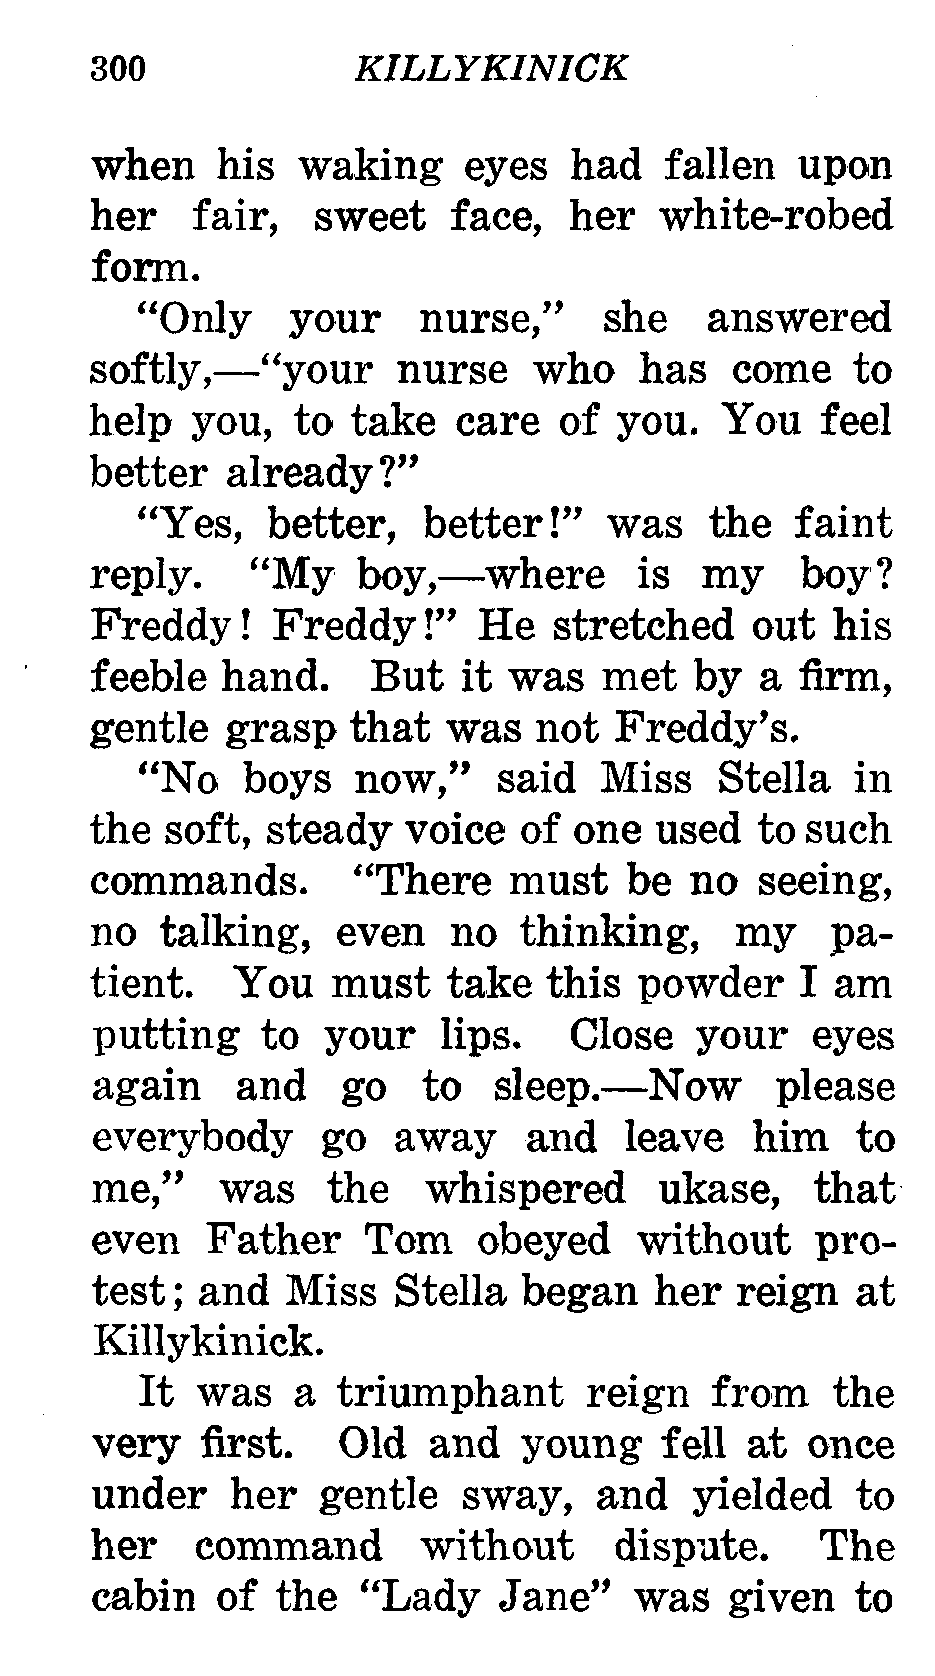 300 KILLYKINICK
when his waking eyes had fallen upon
her fair, sweet face, her white-robed
form.
“Only your nurse,” she answered
softly,—“your nurse who has come to
help you, to take care of you. You feel
better already?”
“Yes, better, better!” was the faint
reply. “My boy,—where is my boy?
Freddy! Freddy!” He stretched out his
feeble hand. But it was met by a firm,
gentle grasp that was not Freddy’s.
“No boys now,” said Miss Stella in
the soft, steady voice of one used to such
commands. “There must be no seeing,
no talking, even no thinking, my pa-
tient. You must take this powder I am
putting to your lips. Close your eyes
again and go to sleep.—Now please
everybody go away and leave him to
me,” was the whispered ukase, that
even Father Tom obeyed without pro-
test; and Miss Stella began her reign at
Killykinick.
It was a triumphant reign from the
very first. Old and young fell at once
under her gentle sway, and yielded to
her command without dispute. The
cabin of the “Lady Jane” was given to